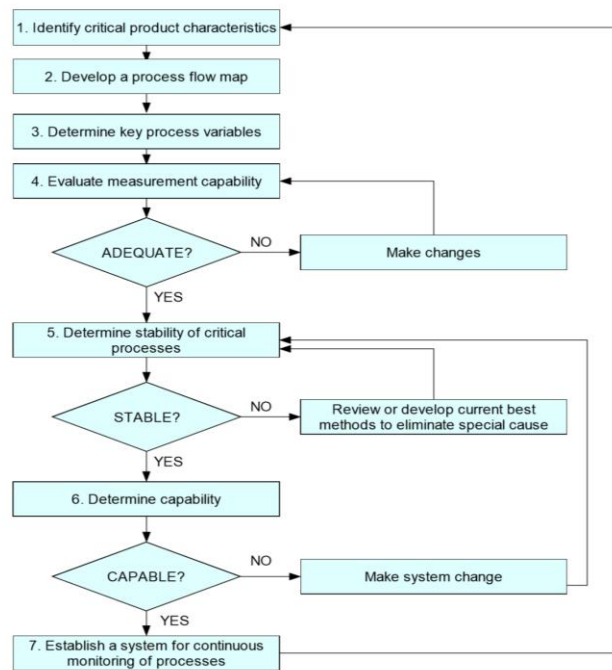 1. Identify critical product characteristics
2. Develop a process flow map
3. Determine key process variables
4. Evaluate measurement capability
ADEQUATE?
NO
Make changes
YES
5. Determine stability of critical
processes
STABLE?
NO
Review or develop current best
methods to eliminate special cause
YES
6. Determine capability
CAPABLE?
NO
Make system change
YES
7. Establish a system for continuous
monitoring of processes